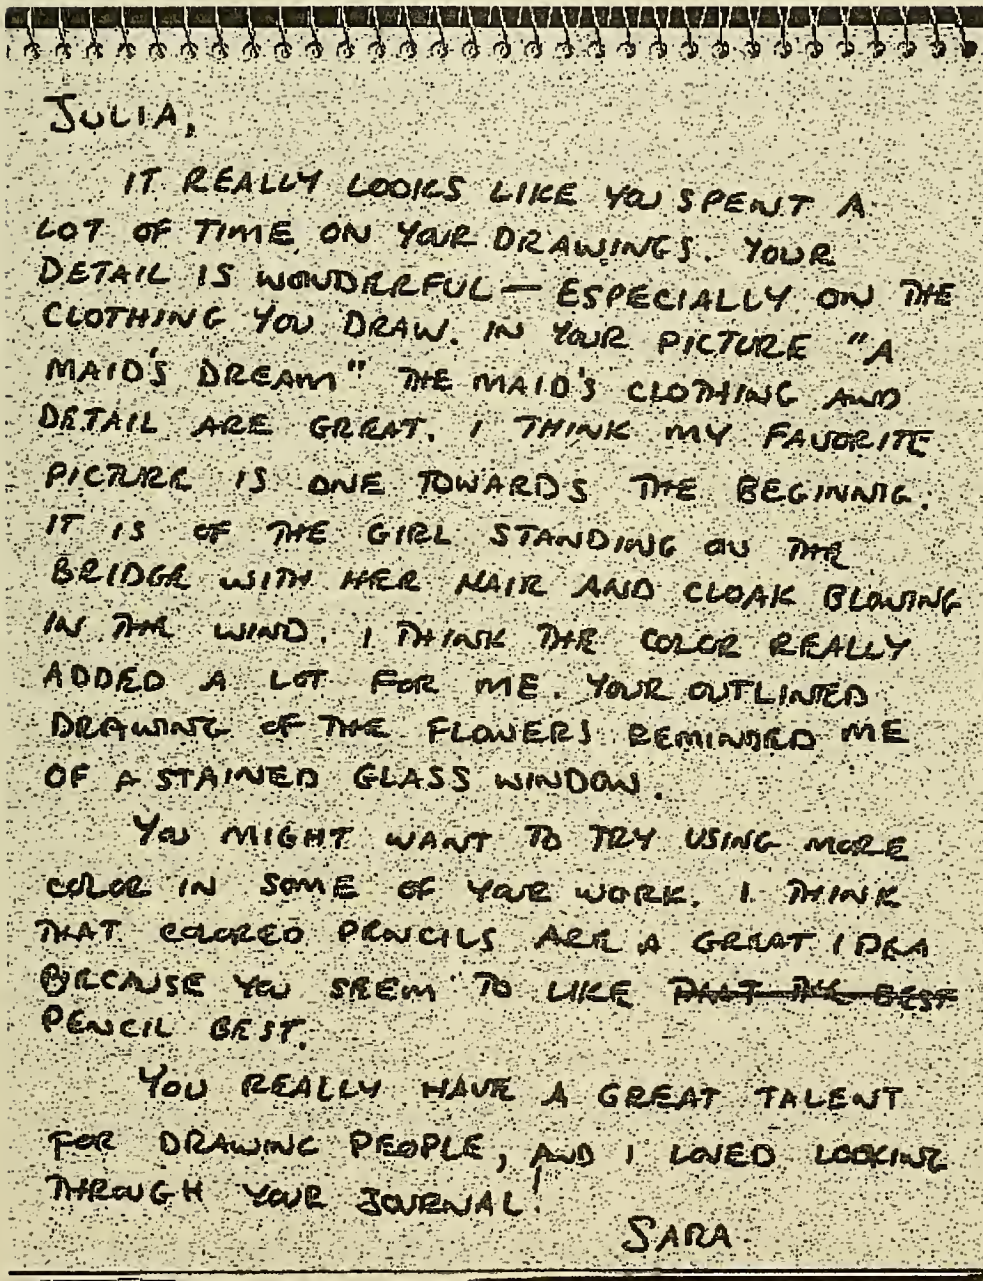 JULIA,
IT REALLY LOOKS LIKE YOU SPENT A
LOT OF TIME ON YOUR DRAWINGS. YOUR
DETAIL IS WONDERFUL — ESPECIALLY ON THE
CLOTHING YOU DRAW. IN YOUR PICTURE "A
MAID'S DREAM" THE MAID'S CLOTHING AND
DETAIL ARE GREAT. I THINK MY FAVORITE
PICTURE IS ONE TOWARDS THE BEGINNIG.
IT IS OF THE GIRL STANDING ON THE
BRIDGE WITH HER HAIR AND CLOAK BLOWING
IN THE WIND. I THINK THE COLOR REALLY
ADDED A LOT FOR ME. YOUR OUTLINED
DRAWING OF THE FLOWERS REMINDED ME
OF A STAINED GLASS WINDOW.
YOU MIGHT WANT TO TRY USING MORE
COLOR IN SOME OF YOUR WORK. I THINK
THAT COLORED PENCILS ARE A GREAT IDEA
BECAUSE YOU SEEM TO LIKE
PENCIL BEST.
YOU REALLY HAVE A GREAT TALENT
FOR DRAWING PEOPLE, AND I LOVED LOOKING
THROUGH YOUR JOURNAL!
SARA